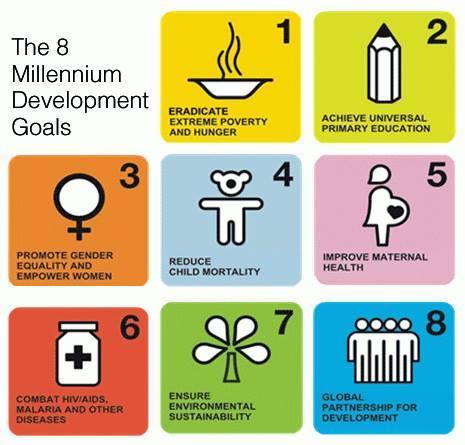 The 8
Millennium
Development
Goals
1
ERADICATE
EXTREME POVERTY
AND HUNGER
2
ACHIEVE UNIVERSAL
PRIMARY EDUCATION
3
PROMOTE GENDER
EQUALITY AND
EMPOWER WOMEN
4
REDUCE
CHILD MORTALITY
5
IMPROVE MATERNAL
HEALTH
6
COMBAT HIV/AIDS,
MALARIA AND OTHER
DISEASES
7
ENSURE
ENVIRONMENTAL
SUSTAINABILITY
8
GLOBAL
PARTNERSHIP FOR
DEVELOPMENT